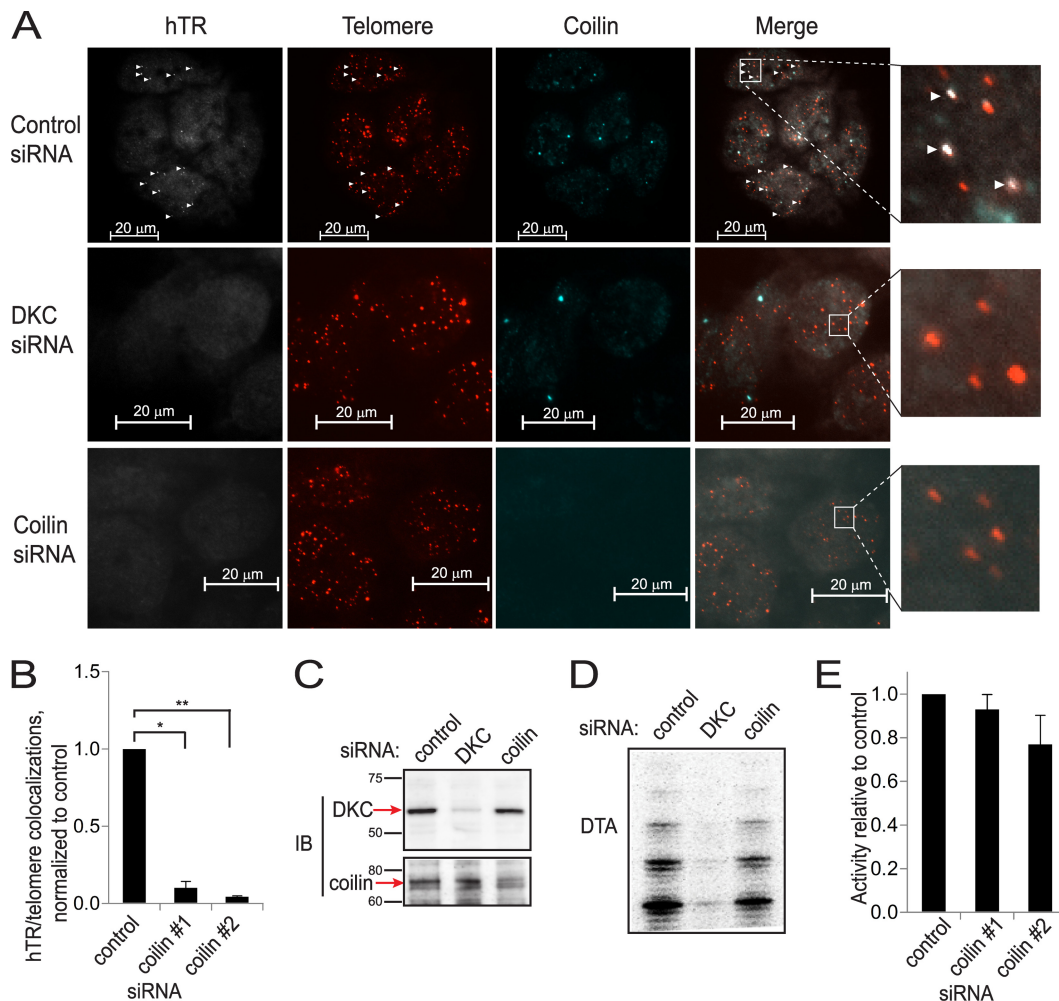 A
hTR Telomere Coilin Merge
Control
siRNA
20 μm 20 μm 20 μm 20 μm
DKC
siRNA
20 μm 20 μm 20 μm 20 μm
Coilin
siRNA
20 μm 20 μm 20 μm 20 μm
B
hTR/telomere colocalizations,
normalized to control
1.5
1.0
0.5
0.0
**
*
control coilin #1 coilin #2
siRNA
C
siRNA: control DKC coilin
75
DKC
50
IB
80
coilin
60
D
siRNA: control DKC coilin
DTA
E
Activity relative to control
1.0
0.8
0.6
0.4
0.2
0.0
control coilin #1 coilin #2
siRNA